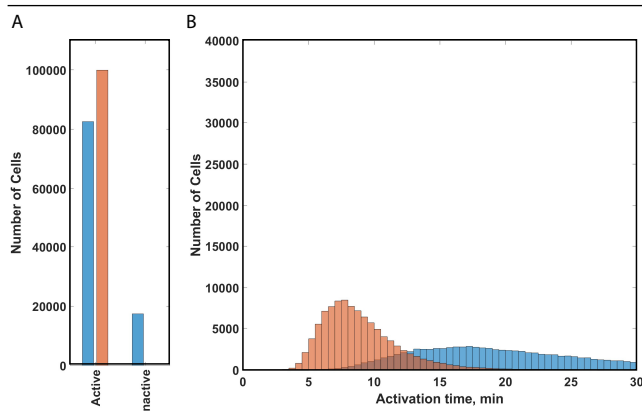 A
B
100000
80000
60000
40000
20000
0
Number of Cells
Active
nactive
40000
35000
30000
25000
20000
15000
10000
5000
0
Number of Cells
0 5 10 15 20 25 30
Activation time, min